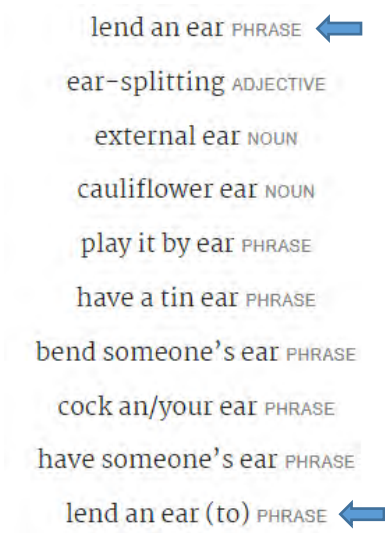 lend an ear PHRASE
ear-splitting ADJECTIVE
external ear NOUN
cauliflower ear NOUN
play it by ear PHRASE
have a tin ear PHRASE
bend someone’s ear PHRASE
cock an/your ear PHRASE
have someone’s ear PHRASE
lend an ear (to) PHRASE